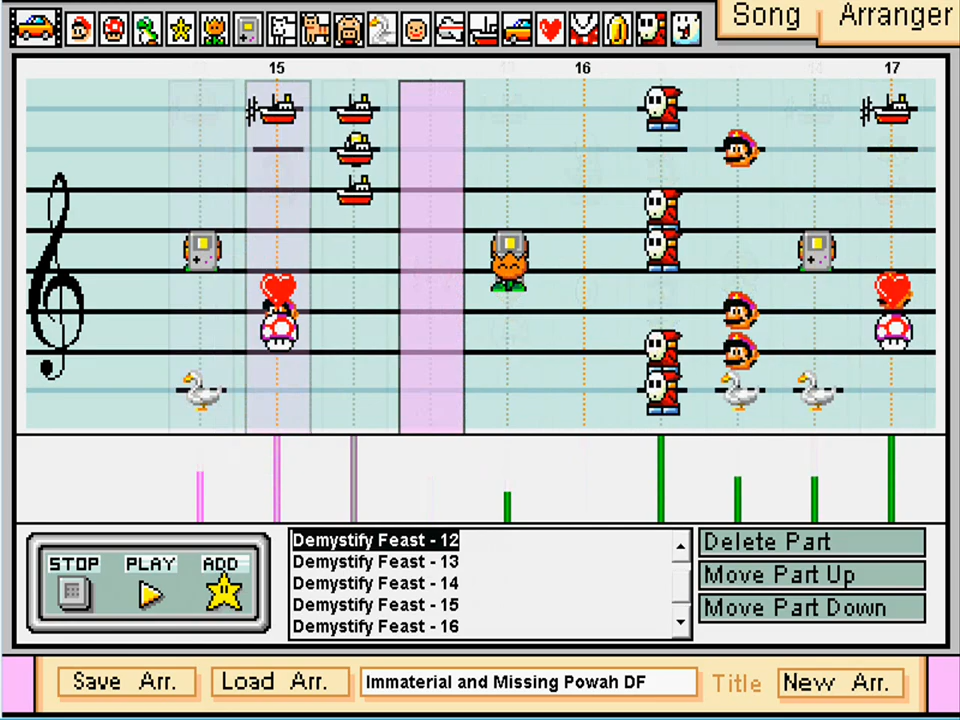 Song
Arranger
15
16
17
STOP
PLAY
ADD
Demystify Feast - 12
Demystify Feast - 13
Demystify Feast - 14
Demystify Feast - 15
Demystify Feast - 16
Delete Part
Move Part Up
Move Part Down
Save Arr.
Load Arr.
Immaterial and Missing Powah DF
Title
New Arr.